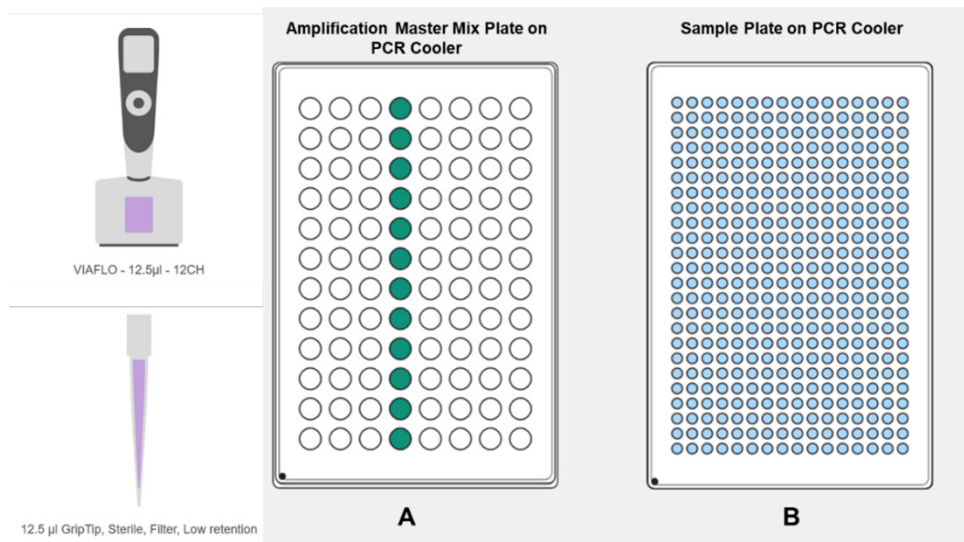 Amplification Master Mix Plate on
PCR Cooler
Sample Plate on PCR Cooler
VIAFLO - 12.5µl - 12CH
12.5 µl GripTip, Sterile, Filter, Low retention
A
B